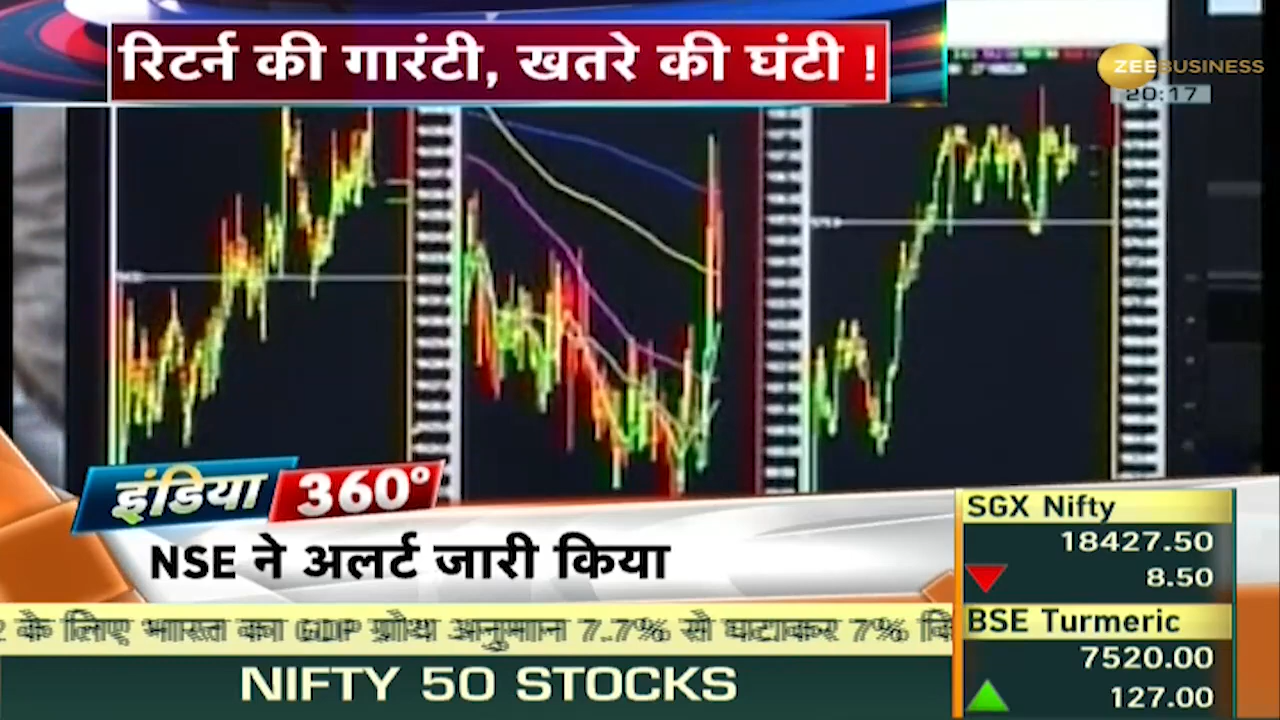 रिटर्न की गारंटी, खतरे की घंटी !
ZEE BUSINESS
20:17
इंडिया 360°
NSE ने अलर्ट जारी किया
SGX Nifty
18427.50
8.50
BSE Turmeric
7520.00
127.00
के लिए भारत का GDP ग्रोथ अनुमान 7.7% से घटाकर 7%
NIFTY 50 STOCKS